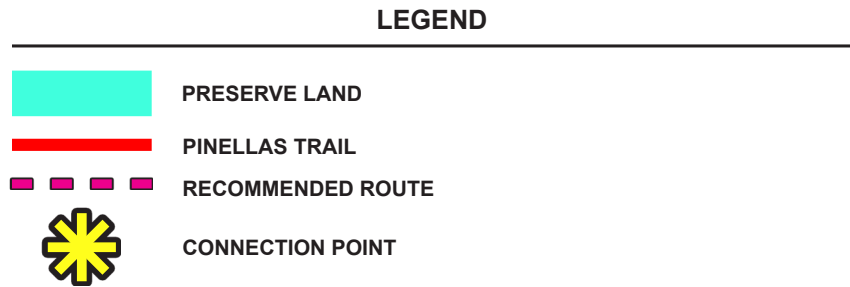 LEGEND
PRESERVE LAND
PINELLAS TRAIL
RECOMMENDED ROUTE
CONNECTION POINT